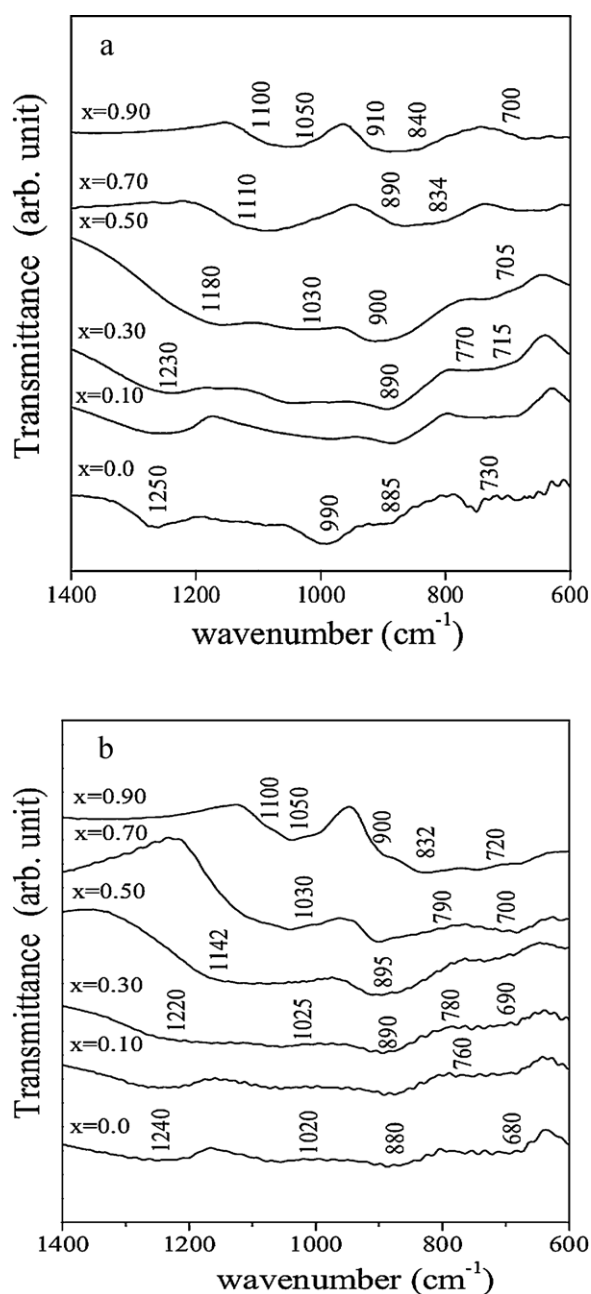 a
x=0.90
1100
1050
910
840
700
x=0.70
1110
890
834
x=0.50
1180
1030
900
705
x=0.30
1230
890
770
715
x=0.10
x=0.0
1250
990
885
730
Transmittance (arb. unit)
1400
1200
1000
800
600
wavenumber (cm⁻¹)
b
x=0.90
1100
1050
900
832
720
x=0.70
1030
790
700
x=0.50
1142
895
x=0.30
1220
1025
890
780
690
x=0.10
760
x=0.0
1240
1020
880
680
Transmittance (arb. unit)
1400
1200
1000
800
600
wavenumber (cm⁻¹)